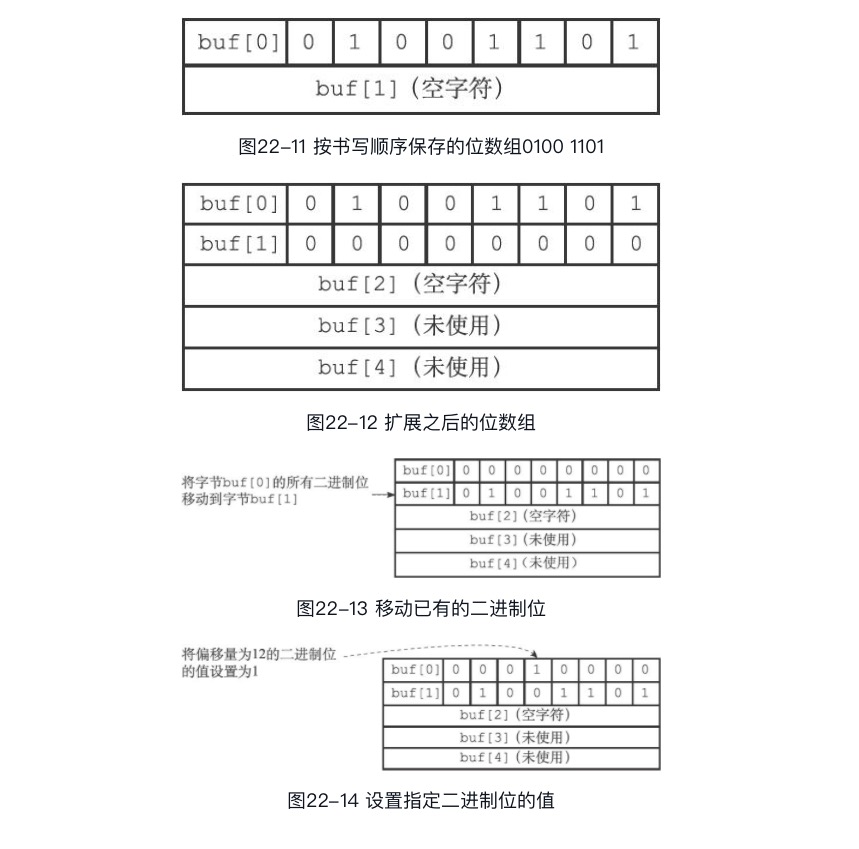 buf[0] 0 1 0 0 1 1 0 1
buf[1] (空字符)
图22-11 按书写顺序保存的位数组0100 1101
buf[0] 0 1 0 0 1 1 0 1
buf[1] 0 0 0 0 0 0 0 0
buf[2] (空字符)
buf[3] (未使用)
buf[4] (未使用)
图22-12 扩展之后的位数组
将字节buf[0]的所有二进制位
移动到字节buf[1]
buf[0] 0 0 0 0 0 0 0 0
buf[1] 0 1 0 0 1 1 0 1
buf[2] (空字符)
buf[3] (未使用)
buf[4] (未使用)
图22-13 移动已有的二进制位
将偏移量为12的二进制位
的值设置为1
buf[0] 0 0 0 1 0 0 0 0
buf[1] 0 1 0 0 1 1 0 1
buf[2] (空字符)
buf[3] (未使用)
buf[4] (未使用)
图22-14 设置指定二进制位的值